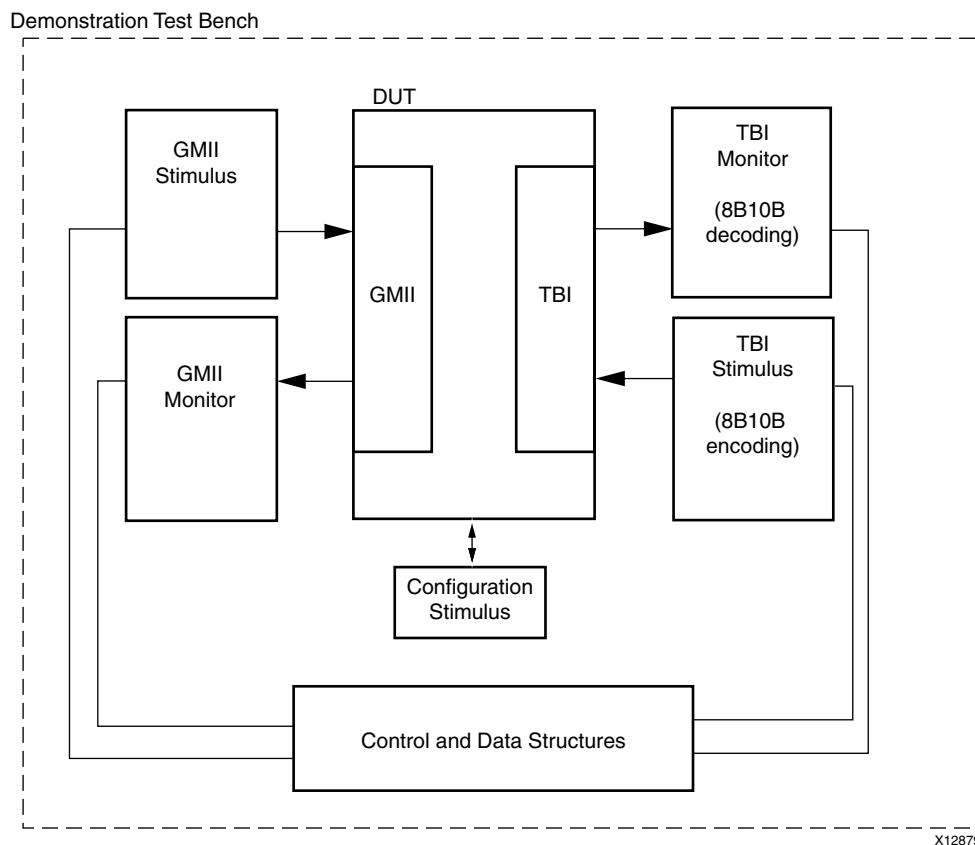 Demonstration Test Bench
DUT
GMII
Stimulus
TBI
Monitor
(8B10B
decoding)
GMII
TBI
GMII
Monitor
TBI
Stimulus
(8B10B
encoding)
Configuration
Stimulus
Control and Data Structures
X12879